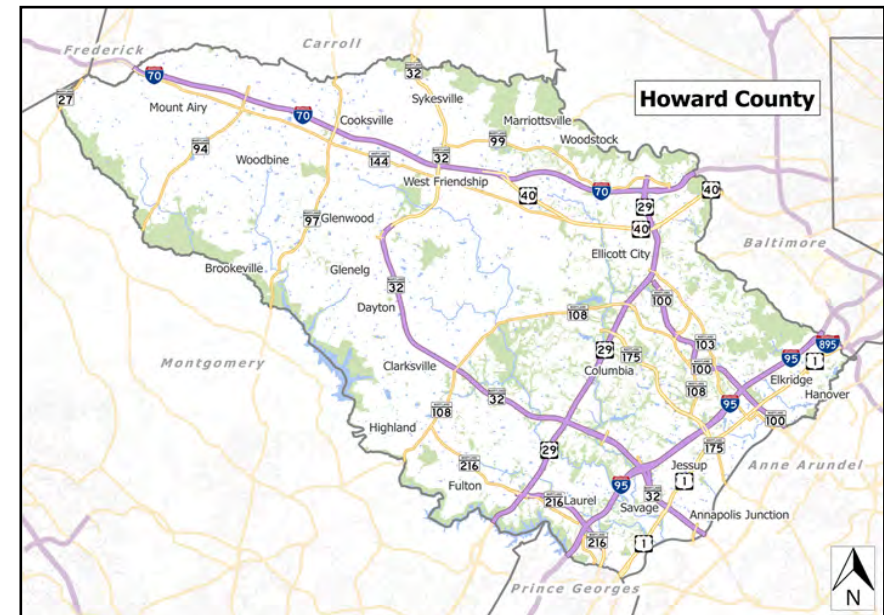 Frederick
Carroll
70
32
27
Mount Airy
Sykesville
Howard County
70
Cooksville
Marriottsville
94
99
Woodstock
Woodbine
144
32
West Friendship
70
40
40
29
97
Glenwood
40
Ellicott City
Baltimore
Brookeville
Glenelg
32
100
Dayton
108
103
895
Montgomery
29
175
95
1
Clarksville
Columbia
100
Elkridge
32
108
Hanover
95
108
100
Highland
29
175
216
Jessup
Anne Arundel
Fulton
95
1
216
Laurel
32
Savage
Annapolis Junction
216
1
Prince Georges
N